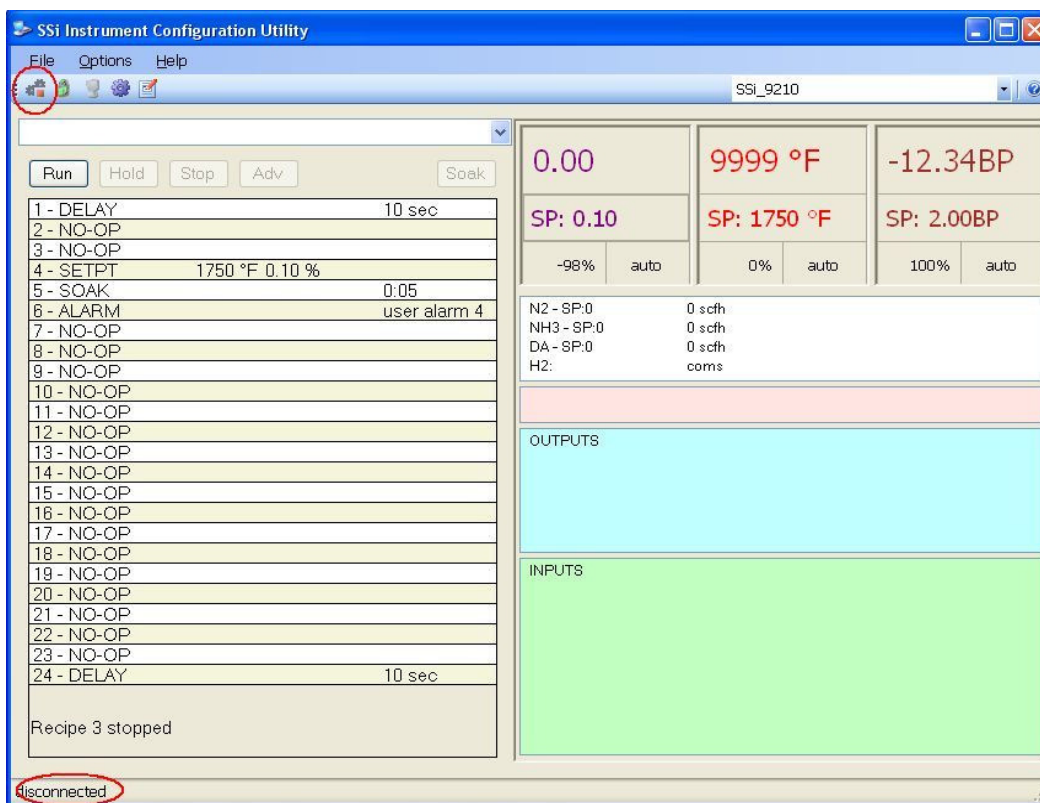 SSi Instrument Configuration Utility
File Options Help
SSi_9210
Run Hold Stop Adv Soak
1 - DELAY 10 sec
2 - NO-OP
3 - NO-OP
4 - SETPT 1750 °F 0.10 %
5 - SOAK 0:05
6 - ALARM user alarm 4
7 - NO-OP
8 - NO-OP
9 - NO-OP
10 - NO-OP
11 - NO-OP
12 - NO-OP
13 - NO-OP
14 - NO-OP
15 - NO-OP
16 - NO-OP
17 - NO-OP
18 - NO-OP
19 - NO-OP
20 - NO-OP
21 - NO-OP
22 - NO-OP
23 - NO-OP
24 - DELAY 10 sec
Recipe 3 stopped
0.00 9999 °F -12.34BP
SP: 0.10 SP: 1750 °F SP: 2.00BP
-98% auto 0% auto 100% auto
N2 - SP:0 0 scfh
NH3 - SP:0 0 scfh
DA - SP:0 0 scfh
H2: coms
OUTPUTS
INPUTS
disconnected